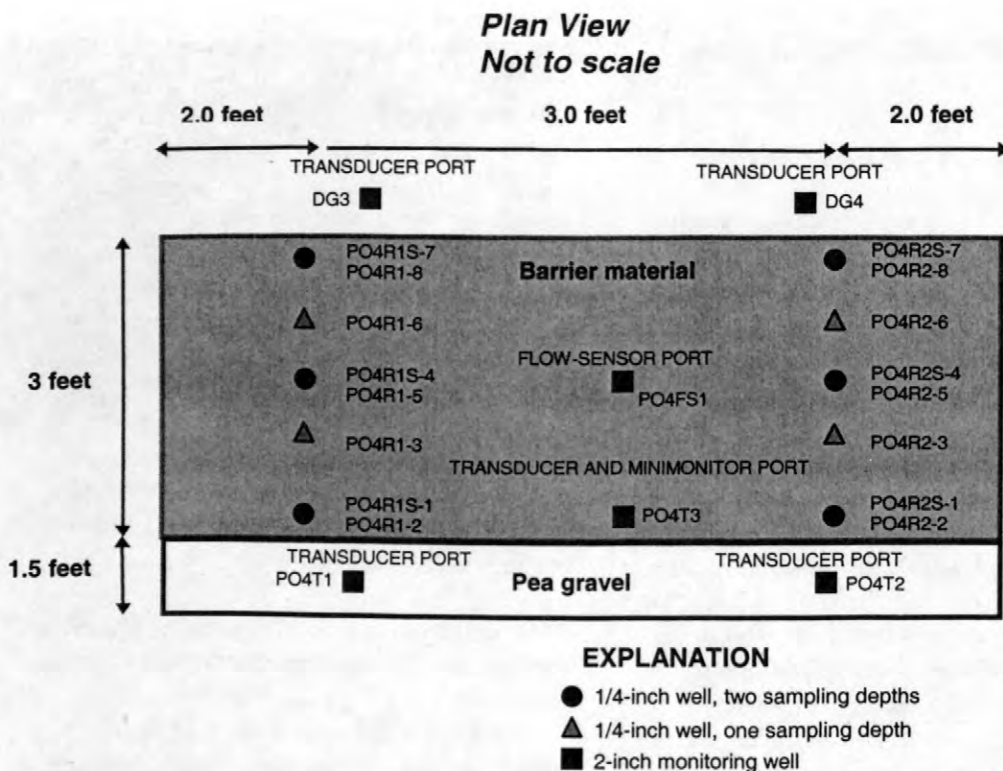 Plan View
Not to scale
2.0 feet 3.0 feet 2.0 feet
TRANSDUCER PORT TRANSDUCER PORT
DG3 DG4
PO4R1S-7 PO4R2S-7
PO4R1-8 Barrier material PO4R2-8
PO4R1-6 PO4R2-6
FLOW-SENSOR PORT
3 feet PO4R1S-4 PO4R2S-4
PO4R1-5 PO4FS1 PO4R2-5
PO4R1-3 PO4R2-3
TRANSDUCER AND MINIMONITOR PORT
PO4R1S-1 PO4T3 PO4R2S-1
PO4R1-2 PO4R2-2
1.5 feet TRANSDUCER PORT TRANSDUCER PORT
PO4T1 Pea gravel PO4T2
EXPLANATION
1/4-inch well, two sampling depths
1/4-inch well, one sampling depth
2-inch monitoring well